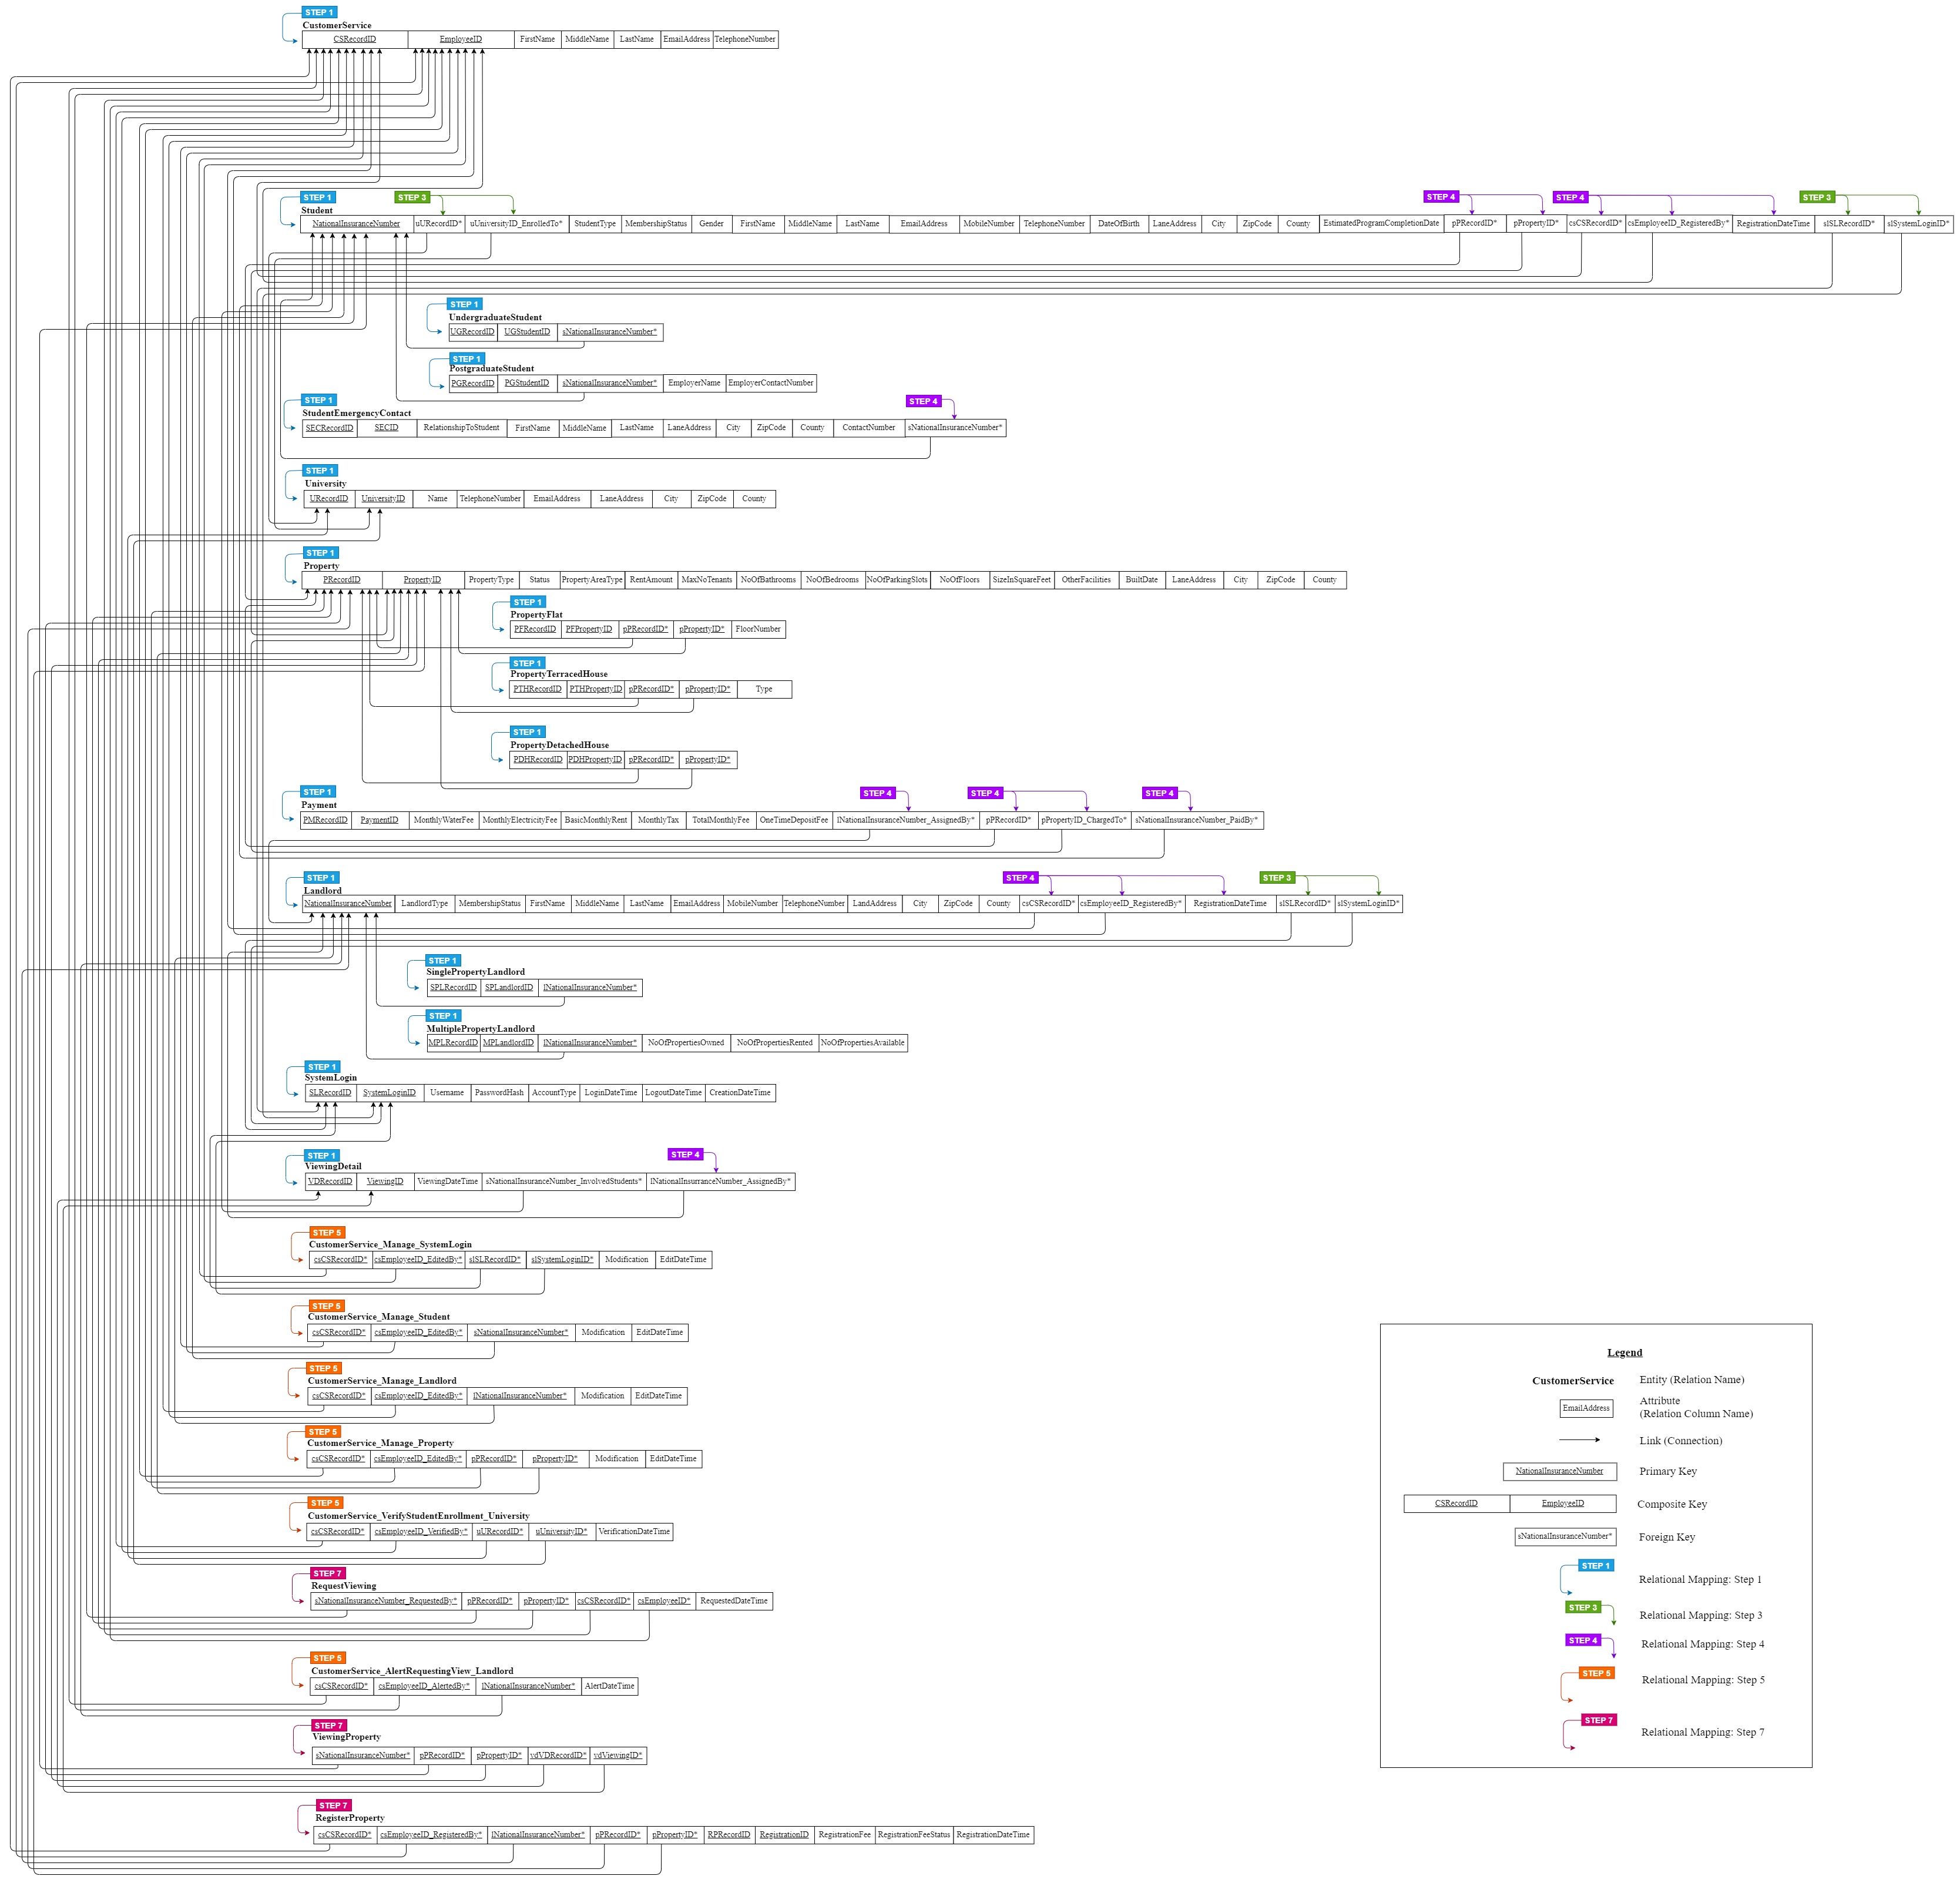 STEP 1
CustomerService
CSRecordID EmployeeID FirstName MiddleName LastName EmailAddress TelephoneNumber
STEP 1 STEP 3 STEP 4 STEP 4 STEP 3
Student
NationalInsuranceNumber uURecordID* uUniversityID_EnrolledTo* StudentType MembershipStatus Gender FirstName MiddleName LastName EmailAddress MobileNumber TelephoneNumber DateOfBirth LaneAddress City ZipCode County EstimatedProgramCompletionDate pPRecordID* pPropertyID* csCSRecordID* csEmployeeID_RegisteredBy* RegistrationDateTime slSLRecordID* slSystemLoginID*
STEP 1
UndergraduateStudent
UGRecordID UGStudentID sNationalInsuranceNumber*
STEP 1
PostgraduateStudent
PGRecordID PGStudentID sNationalInsuranceNumber* EmployerName EmployerContactNumber
STEP 1 STEP 4
StudentEmergencyContact
SECRecordID SECID RelationshipToStudent FirstName MiddleName LastName LaneAddress City ZipCode County ContactNumber sNationalInsuranceNumber*
STEP 1
University
URecordID UniversityID Name TelephoneNumber EmailAddress LaneAddress City ZipCode County
STEP 1
Property
PRecordID PropertyID PropertyType Status PropertyAreaType RentAmount MaxNoTenants NoOfBathrooms NoOfBedrooms NoOfParkingSlots NoOfFloors SizeInSquareFeet OtherFacilities BuiltDate LaneAddress City ZipCode County
STEP 1
PropertyFlat
PFRecordID PFPropertyID pPRecordID* pPropertyID* FloorNumber
STEP 1
PropertyTerracedHouse
PTHRecordID PTHPropertyID pPRecordID* pPropertyID* Type
STEP 1
PropertyDetachedHouse
PDHRecordID PDHPropertyID pPRecordID* pPropertyID*
STEP 1 STEP 4 STEP 4 STEP 4
Payment
PMRecordID PaymentID MonthlyWaterFee MonthlyElectricityFee BasicMonthlyRent MonthlyTax TotalMonthlyFee OneTimeDepositFee lNationalInsuranceNumber_AssignedBy* pPRecordID* pPropertyID_ChargedTo* sNationalInsuranceNumber_PaidBy*
STEP 1 STEP 4 STEP 3
Landlord
NationalInsuranceNumber LandlordType MembershipStatus FirstName MiddleName LastName EmailAddress MobileNumber TelephoneNumber LandAddress City ZipCode County csCSRecordID* csEmployeeID_RegisteredBy* RegistrationDateTime slSLRecordID* slSystemLoginID*
STEP 1
SinglePropertyLandlord
SPLRecordID SPLandlordID lNationalInsuranceNumber*
STEP 1
MultiplePropertyLandlord
MPLRecordID MPLandlordID lNationalInsuranceNumber* NoOfPropertiesOwned NoOfPropertiesRented NoOfPropertiesAvailable
STEP 1
SystemLogin
SLRecordID SystemLoginID Username PasswordHash AccountType LoginDateTime LogoutDateTime CreationDateTime
STEP 1 STEP 4
ViewingDetail
VDRecordID ViewingID ViewingDateTime sNationalInsuranceNumber_InvolvedStudents* lNationalInsurranceNumber_AssignedBy*
STEP 5
CustomerService_Manage_SystemLogin
csCSRecordID* csEmployeeID_EditedBy* slSLRecordID* slSystemLoginID* Modification EditDateTime
STEP 5
CustomerService_Manage_Student
csCSRecordID* csEmployeeID_EditedBy* sNationalInsuranceNumber* Modification EditDateTime
STEP 5
CustomerService_Manage_Landlord
csCSRecordID* csEmployeeID_EditedBy* lNationalInsuranceNumber* Modification EditDateTime
STEP 5
CustomerService_Manage_Property
csCSRecordID* csEmployeeID_EditedBy* pPRecordID* pPropertyID* Modification EditDateTime
STEP 5
CustomerService_VerifyStudentEnrollment_University
csCSRecordID* csEmployeeID_VerifiedBy* uURecordID* uUniversityID* VerificationDateTime
STEP 7
RequestViewing
sNationalInsuranceNumber_RequestedBy* pPRecordID* pPropertyID* csCSRecordID* csEmployeeID* RequestedDateTime
STEP 5
CustomerService_AlertRequestingView_Landlord
csCSRecordID* csEmployeeID_AlertedBy* lNationalInsuranceNumber* AlertDateTime
STEP 7
ViewingProperty
sNationalInsuranceNumber* pPRecordID* pPropertyID* vdVDRecordID* vdViewingID*
STEP 7
RegisterProperty
csCSRecordID* csEmployeeID_RegisteredBy* lNationalInsuranceNumber* pPRecordID* pPropertyID* RPRecordID RegistrationID RegistrationFee RegistrationFeeStatus RegistrationDateTime
Legend
CustomerService Entity (Relation Name)
EmailAddress Attribute
(Relation Column Name)
Link (Connection)
NationalInsuranceNumber Primary Key
CSRecordID EmployeeID Composite Key
sNationalInsuranceNumber* Foreign Key
STEP 1 Relational Mapping: Step 1
STEP 3 Relational Mapping: Step 3
STEP 4 Relational Mapping: Step 4
STEP 5 Relational Mapping: Step 5
STEP 7 Relational Mapping: Step 7